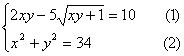 2xy − 5√(xy+1) = 10 (1)
x² + y² = 34 (2)